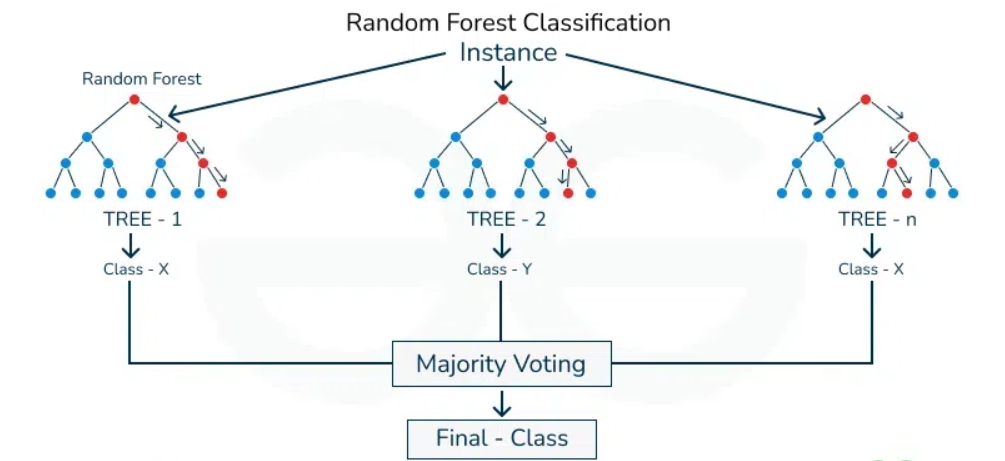 Random Forest Classification
Instance
Random Forest
TREE - 1
TREE - 2
TREE - n
Class - X
Class - Y
Class - X
Majority Voting
Final - Class